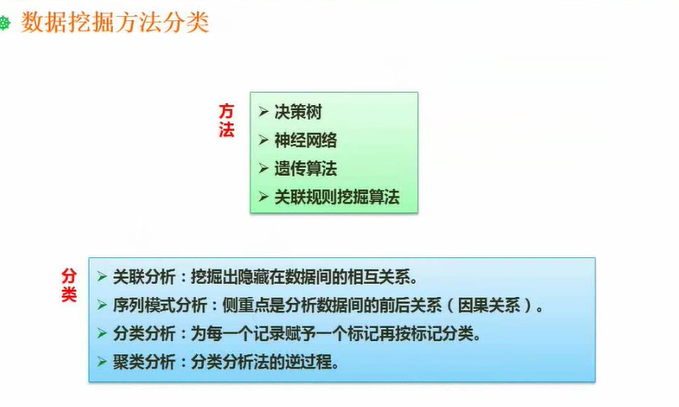 数据挖掘方法分类
方法
决策树
神经网络
遗传算法
关联规则挖掘算法
分类
关联分析：挖掘出隐藏在数据间的相互关系。
序列模式分析：侧重点是分析数据间的前后关系（因果关系）。
分类分析：为每一个记录赋予一个标记再按标记分类。
聚类分析：分类分析法的逆过程。